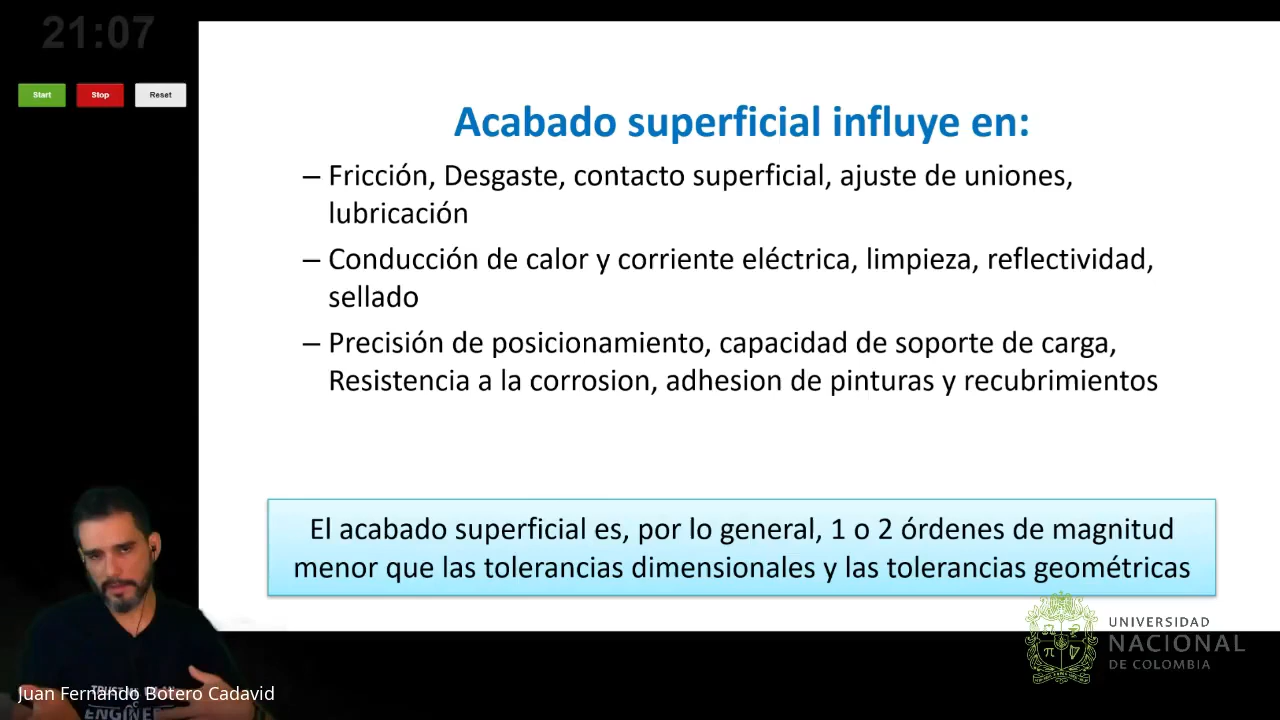 21:07
Start Stop Reset
Acabado superficial influye en:
– Fricción, Desgaste, contacto superficial, ajuste de uniones,
lubricación
– Conducción de calor y corriente eléctrica, limpieza, reflectividad,
sellado
– Precisión de posicionamiento, capacidad de soporte de carga,
Resistencia a la corrosion, adhesion de pinturas y recubrimientos
El acabado superficial es, por lo general, 1 o 2 órdenes de magnitud
menor que las tolerancias dimensionales y las tolerancias geométricas
UNIVERSIDAD
NACIONAL
DE COLOMBIA
Juan Fernando Botero Cadavid